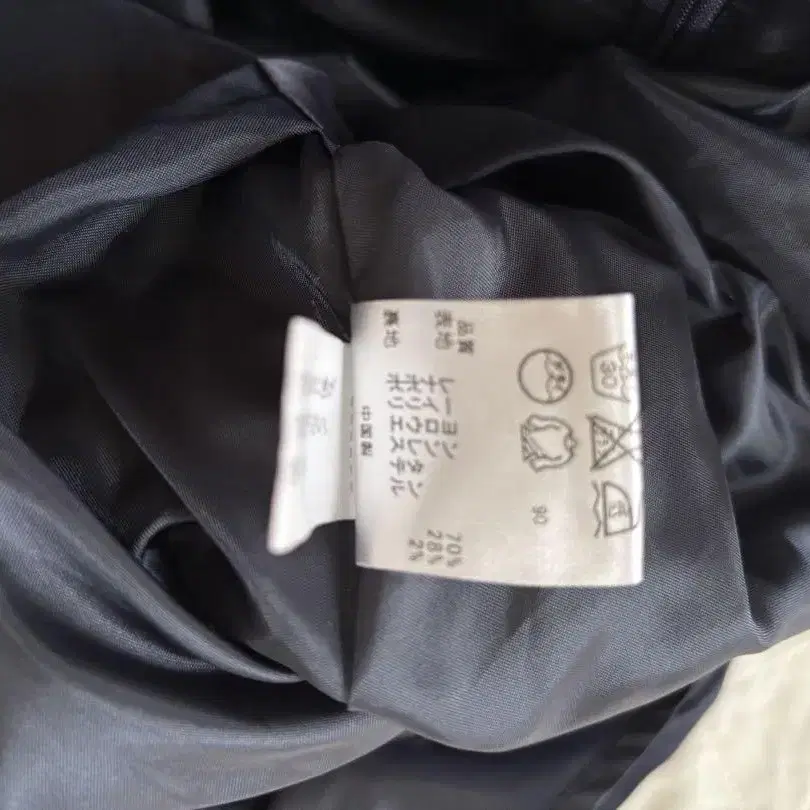 30
90
品質
表地 レーヨン 70%
ナイロン 28%
ポリウレタン 2%
裏地 ポリエステル
中国製